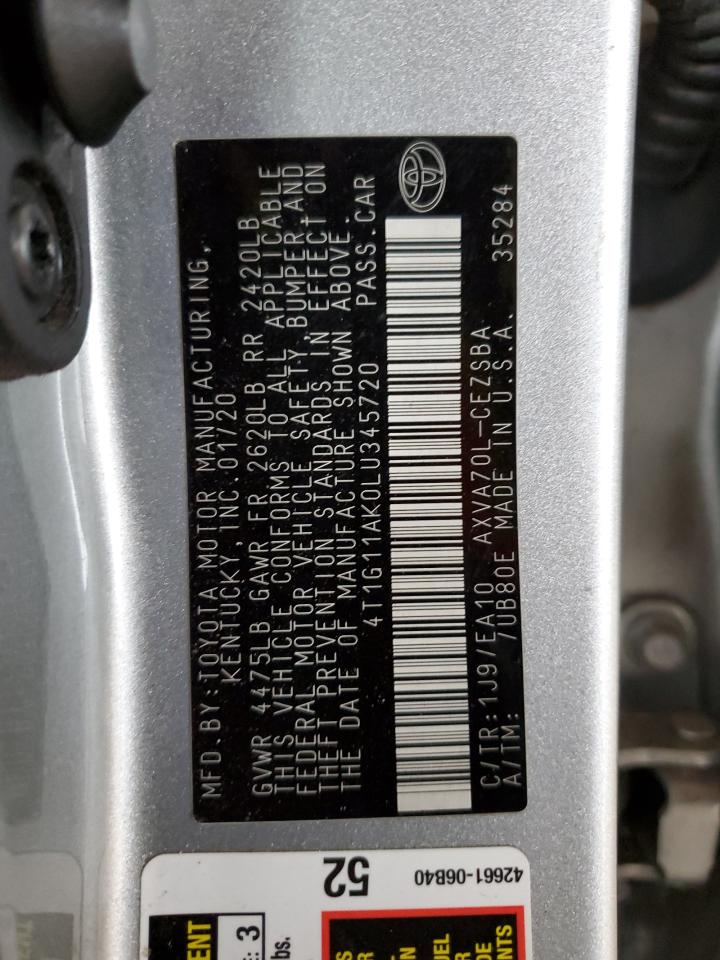 MFD. BY:TOYOTA MOTOR MANUFACTURING,
KENTUCKY, INC. 01/20
GVWR 4475LB GAWR FR 2620LB RR 2420LB
THIS VEHICLE CONFORMS TO ALL APPLICABLE
FEDERAL MOTOR VEHICLE SAFETY, BUMPER, AND
THEFT PREVENTION STANDARDS IN EFFECT ON
THE DATE OF MANUFACTURE SHOWN ABOVE.
4T1G11AK0LU345720 PASS.CAR
C/TR:1J9/EA10 AXVA70L-CEZSBA
A/TM: /UB80E MADE IN U.S.A. 35284
52
42661-06B40
3
lbs.